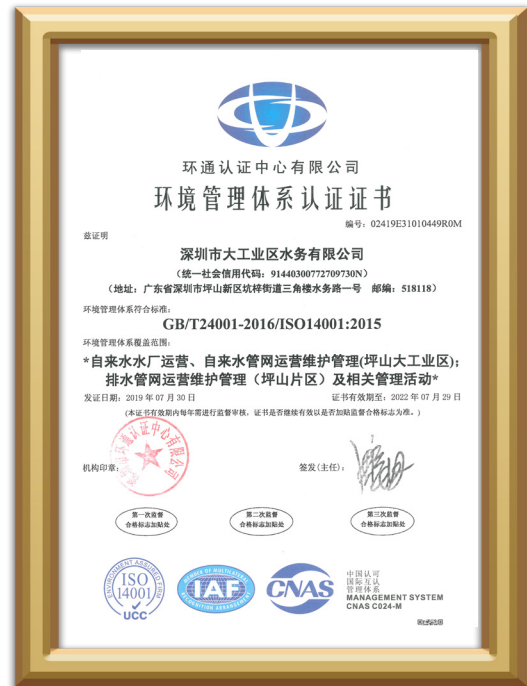 环通认证中心有限公司
环境管理体系认证证书
编号：02419E31010449R0M
兹证明
深圳市大工业区水务有限公司
（统一社会信用代码：91440300772709730N）
（地址：广东省深圳市坪山新区坑梓街道三角楼水务路一号 邮编：518118）
环境管理体系符合标准：
GB/T24001-2016/ISO14001:2015
环境管理体系覆盖范围：
*自来水水厂运营、自来水管网运营维护管理(坪山大工业区);
排水管网运营维护管理（坪山片区）及相关管理活动*
发证日期：2019 年 07 月 30 日 证书有效期至：2022 年 07 月 29 日
(本证书有效期内每年需进行监督审核，证书是否继续有效以是否加贴监督合格标志为准。)
机构印章： 签发(主任)：
第一次监督 第二次监督 第三次监督
合格标志加贴处 合格标志加贴处 合格标志加贴处
ENVIRONMENT ASSURED FIRM
ISO
14001
UCC
MEMBER OF MULTILATERAL
IAF
RECOGNITION ARRANGEMENT
CNAS
中国认可
国际互认
管理体系
MANAGEMENT SYSTEM
CNAS C024-M